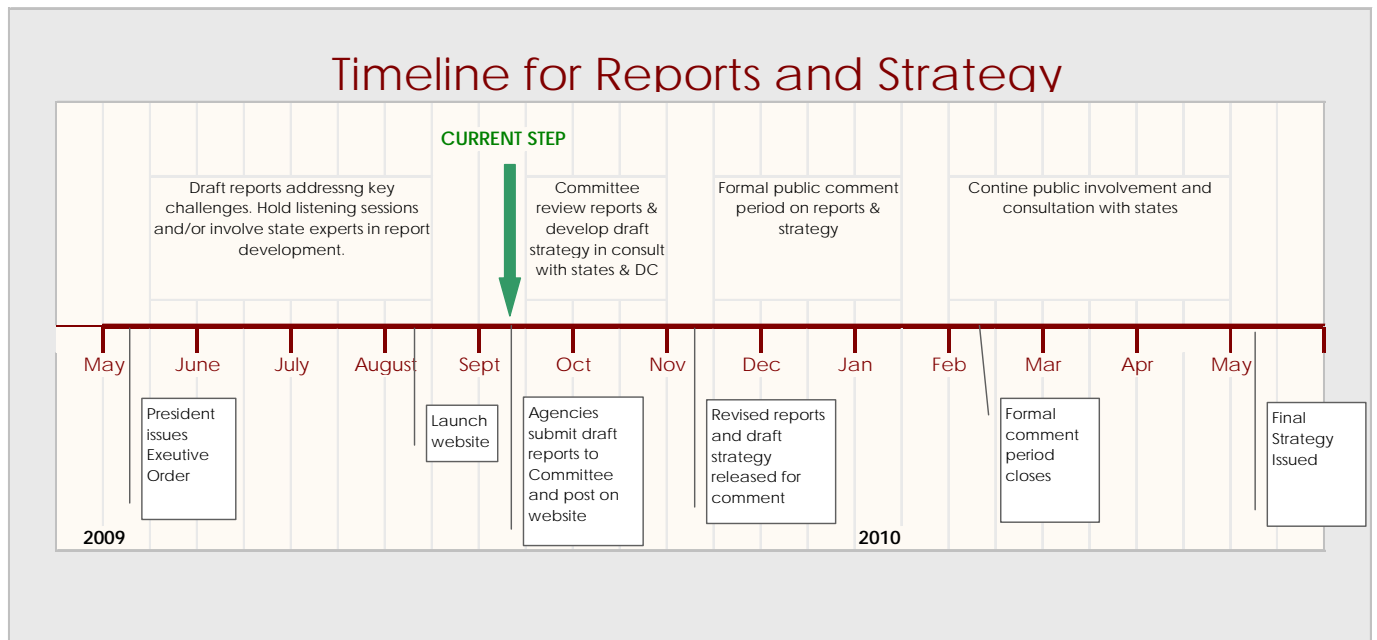 Timeline for Reports and Strategy
CURRENT STEP
Draft reports addressng key
challenges. Hold listening sessions
and/or involve state experts in report
development.
Committee
review reports &
develop draft
strategy in consult
with states & DC
Formal public comment
period on reports &
strategy
Contine public involvement and
consultation with states
May
June
July
August
Sept
Oct
Nov
Dec
Jan
Feb
Mar
Apr
May
President
issues
Exeutive
Order
Launch
website
Agencies
submit draft
reports to
Committee
and post on
website
Revised reports
and draft
strategy
released for
comment
Formal
comment
period
closes
Final
Strategy
Issued
2009
2010